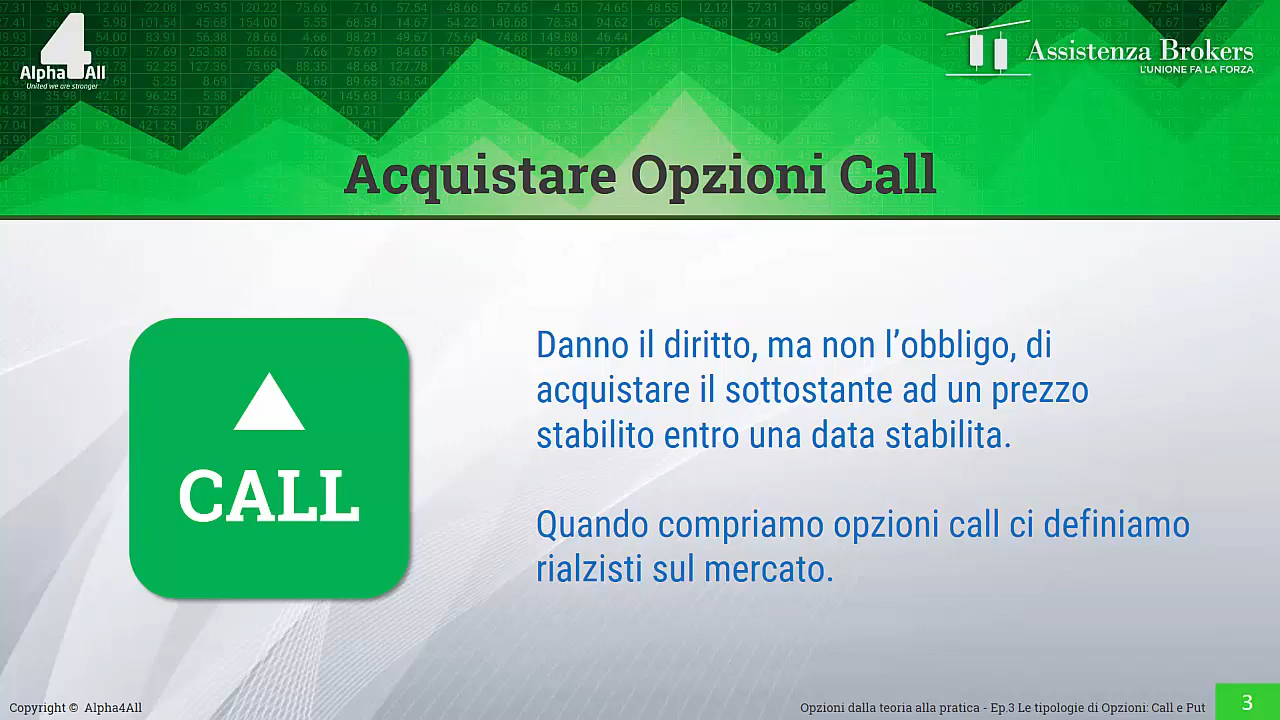 4
Alpha4All
United we are stronger
Assistenza Brokers
L'UNIONE FA LA FORZA
Acquistare Opzioni Call
CALL
Danno il diritto, ma non l’obbligo, di
acquistare il sottostante ad un prezzo
stabilito entro una data stabilita.
Quando compriamo opzioni call ci definiamo
rialzisti sul mercato.
Copyright © Alpha4All
Opzioni dalla teoria alla pratica - Ep.3 Le tipologie di Opzioni: Call e Put
3